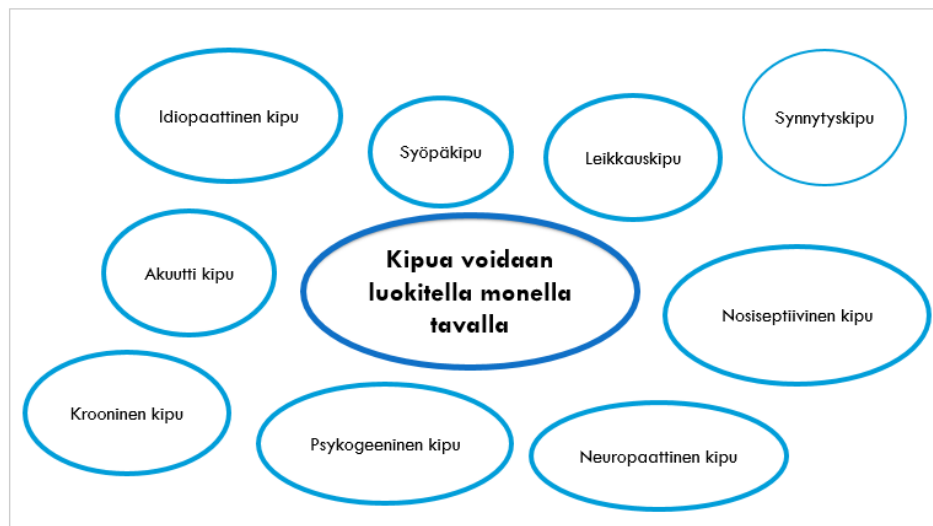 Idiopaattinen kipu
Syöpäkipu
Leikkauskipu
Synnytyskipu
Akuutti kipu
Kipua voidaan
luokitella monella
tavalla
Nosiseptiivinen kipu
Krooninen kipu
Psykogeeninen kipu
Neuropaattinen kipu